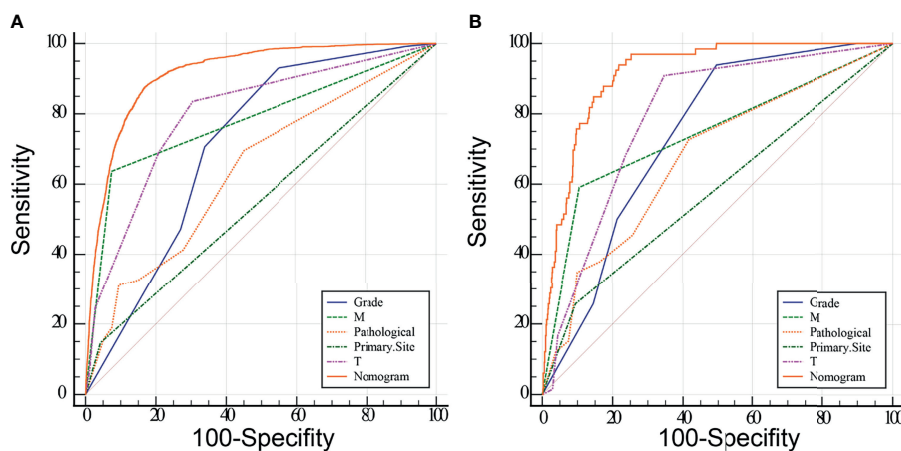 A
100
80
60
40
20
0
Sensitivity
0 20 40 60 80 100
100-Specifity
Grade
M
Pathological
Primary.Site
T
Nomogram
B
100
80
60
40
20
0
Sensitivity
0 20 40 60 80 100
100-Specifity
Grade
M
Pathological
Primary.Site
T
Nomogram